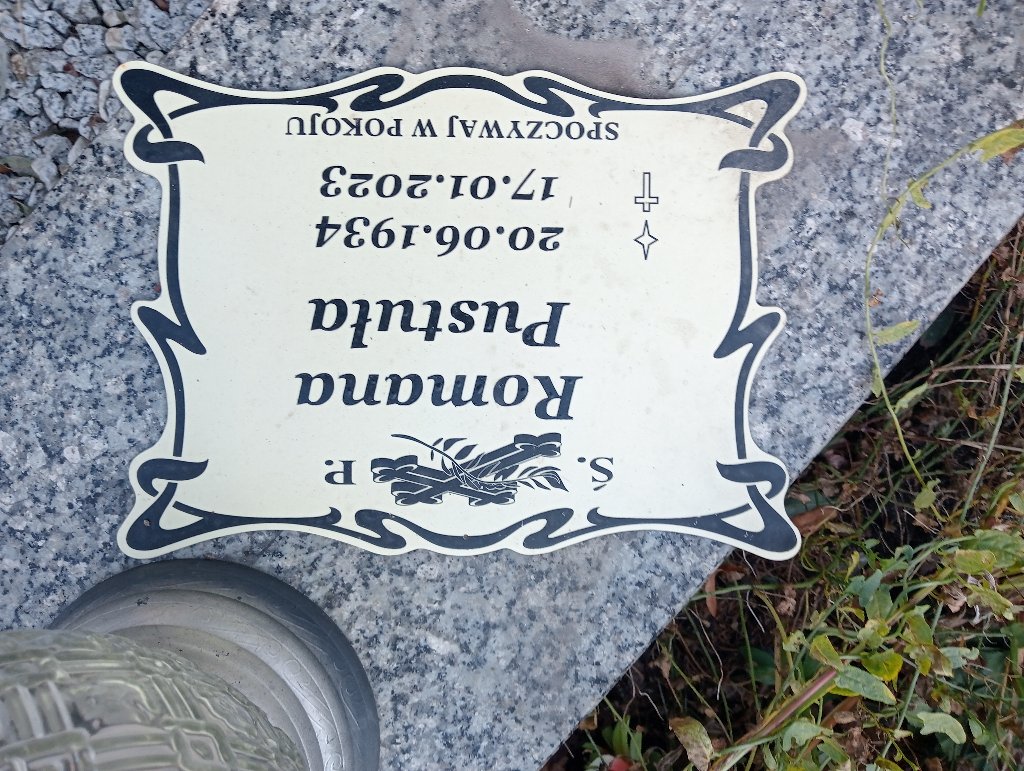 Ś. P.
Romana
Pustuła
20.06.1934
17.01.2023
SPOCZYWAJ W POKOJU